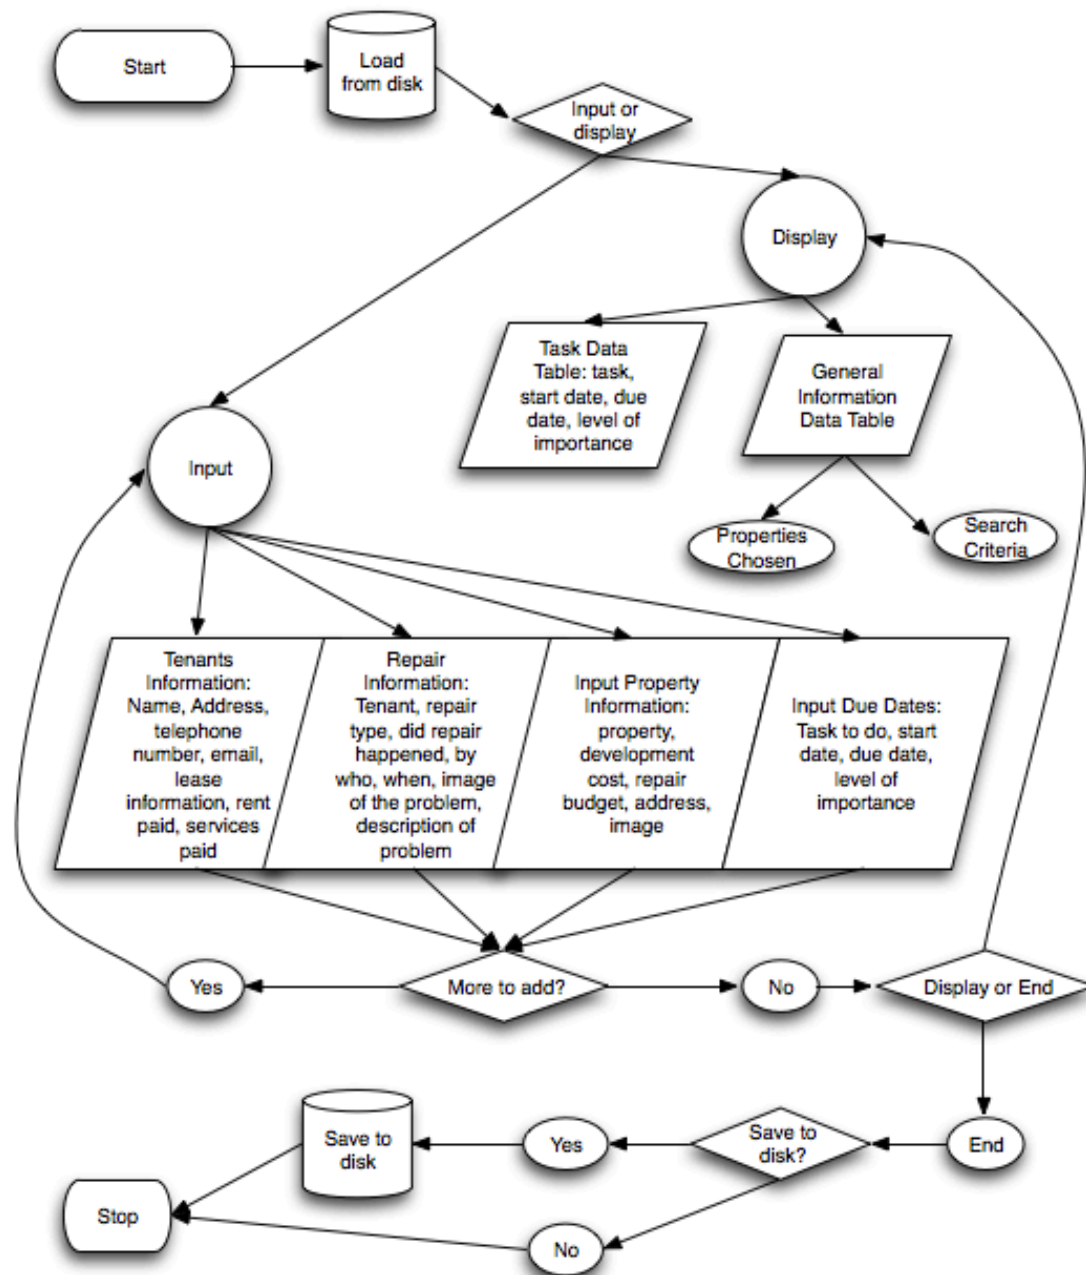 Start
Load
from disk
Input or
display
Display
Task Data
Table: task,
start date, due
date, level of
importance
General
Information
Data Table
Input
Properties
Chosen
Search
Criteria
Tenants
Information:
Name, Address,
telephone
number, email,
lease
information, rent
paid, services
paid
Repair
Information:
Tenant, repair
type, did repair
happened, by
who, when, image
of the problem,
description of
problem
Input Property
Information:
property,
development
cost, repair
budget, address,
image
Input Due Dates:
Task to do, start
date, due date,
level of
importance
Yes
More to add?
No
Display or End
Save to
disk
Yes
Save to
disk?
End
Stop
No